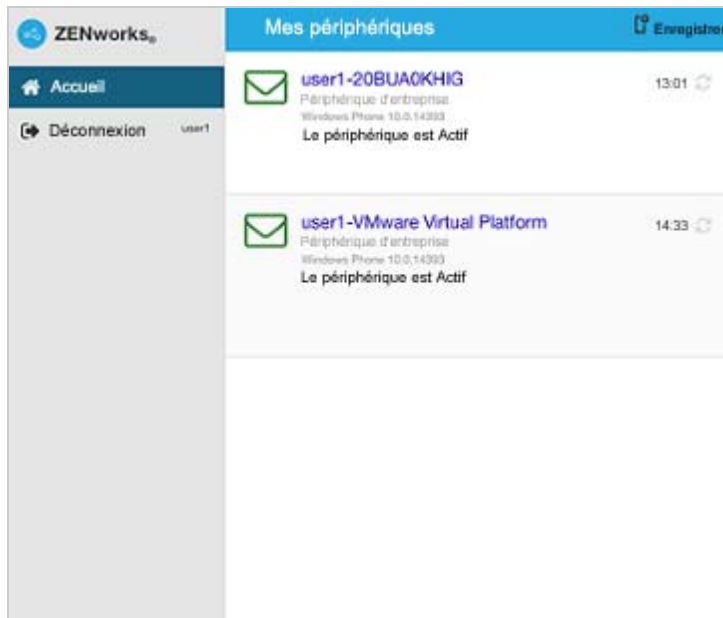 ZENworks®
Mes périphériques
Enregistrer
Accueil
Déconnexion user1
user1-20BUA0KHIG 13:01
Périphérique d'entreprise
Windows Phone 10.0.14393
Le périphérique est Actif
user1-VMware Virtual Platform 14:33
Périphérique d'entreprise
Windows Phone 10.0.14393
Le périphérique est Actif